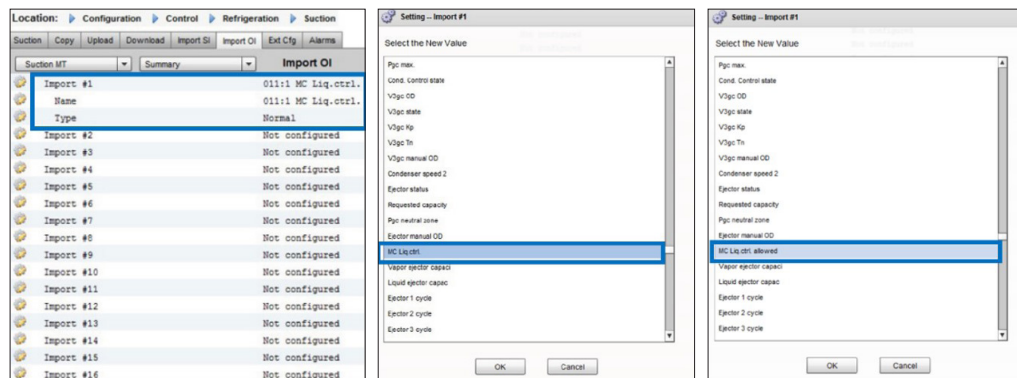 Location: Configuration Control Refrigeration Suction
Suction Copy Upload Download Import SI Import OI Ext Cfg Alarms
Suction MT Summary Import OI
Import #1 011:1 MC Liq.ctrl.
Name 011:1 MC Liq.ctrl.
Type Normal
Import #2 Not configured
Import #3 Not configured
Import #4 Not configured
Import #5 Not configured
Import #6 Not configured
Import #7 Not configured
Import #8 Not configured
Import #9 Not configured
Import #10 Not configured
Import #11 Not configured
Import #12 Not configured
Import #13 Not configured
Import #14 Not configured
Import #15 Not configured
Import #16 Not configured
Setting -- Import #1
Select the New Value
Pgc max.
Cond. Control state
V3gc OD
V3gc state
V3gc Kp
V3gc Tn
V3gc manual OD
Condenser speed 2
Ejector status
Requested capacity
Pgc neutral zone
Ejector manual OD
MC Liq.ctrl.
Vapor ejector capaci
Liquid ejector capac
Ejector 1 cycle
Ejector 2 cycle
Ejector 3 cycle
OK Cancel
Setting -- Import #1
Select the New Value
Pgc max.
Cond. Control state
V3gc OD
V3gc state
V3gc Kp
V3gc Tn
V3gc manual OD
Condenser speed 2
Ejector status
Requested capacity
Pgc neutral zone
Ejector manual OD
MC Liq.ctrl. allowed
Vapor ejector capaci
Liquid ejector capac
Ejector 1 cycle
Ejector 2 cycle
Ejector 3 cycle
OK Cancel